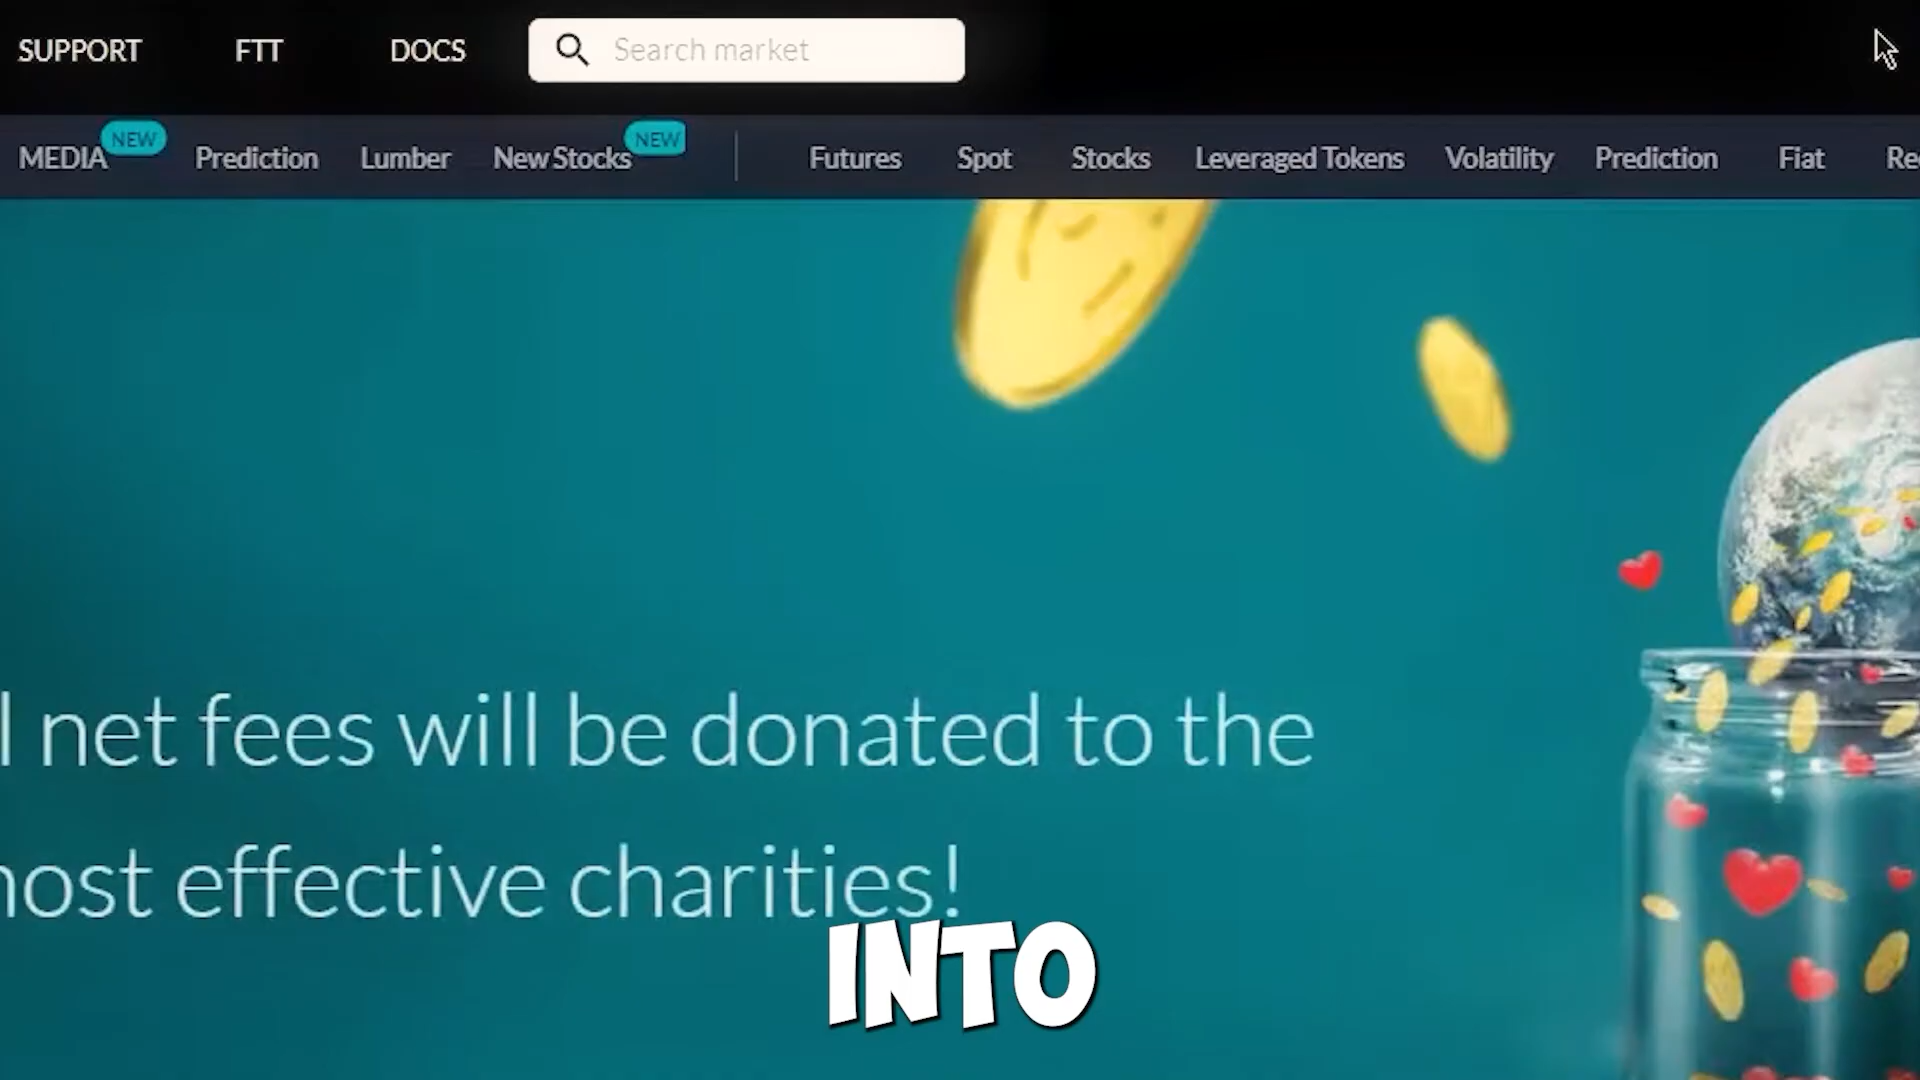 SUPPORT FTT DOCS Search market
MEDIA NEW Prediction Lumber New Stocks NEW Futures Spot Stocks Leveraged Tokens Volatility Prediction Fiat
net fees will be donated to the
effective charities!
INTO